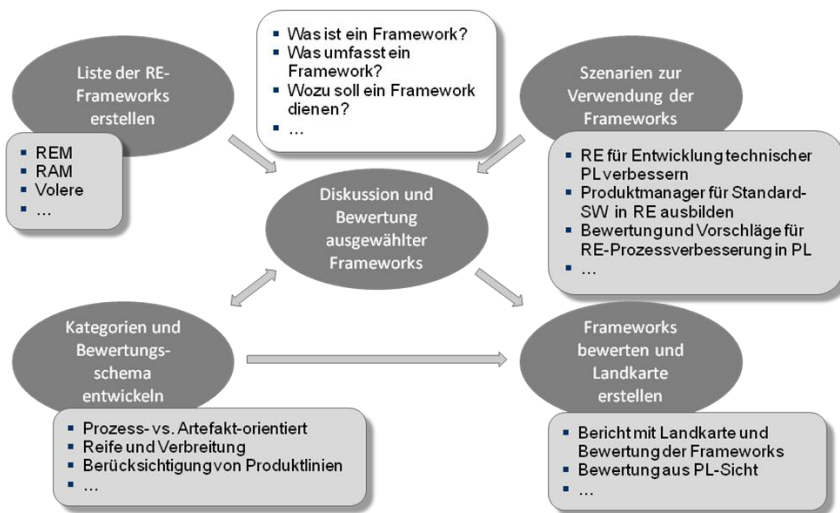 Liste der RE-
Frameworks
erstellen
REM
RAM
Volere
...
Was ist ein Framework?
Was umfasst ein
Framework?
Wozu soll ein Framework
dienen?
...
Szenarien zur
Verwendung der
Frameworks
RE für Entwicklung technischer
PL verbessern
Produktmanager für Standard-
SW in RE ausbilden
Bewertung und Vorschläge für
RE-Prozessverbesserung in PL
...
Diskussion und
Bewertung
ausgewählter
Frameworks
Kategorien und
Bewertungs-
schema
entwickeln
Prozess- vs. Artefakt-orientiert
Reife und Verbreitung
Berücksichtigung von Produktlinien
...
Frameworks
bewerten und
Landkarte
erstellen
Bericht mit Landkarte und
Bewertung der Frameworks
Bewertung aus PL-Sicht
...